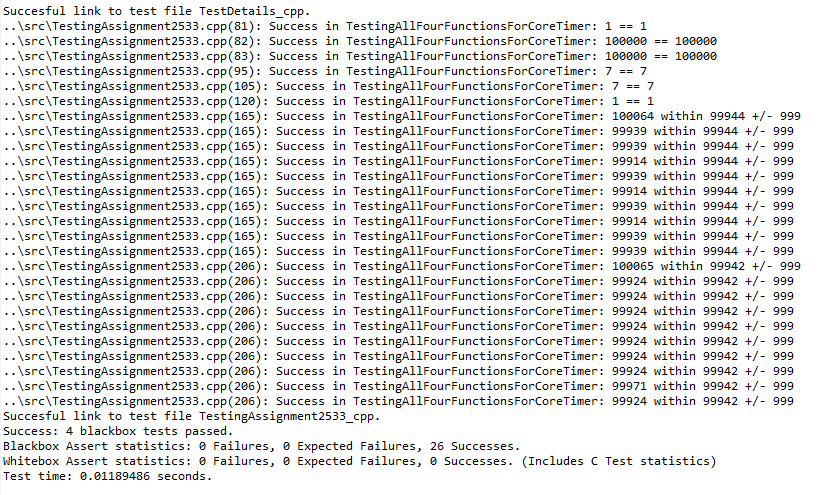 Succesful link to test file TestDetails_cpp.
..\src\TestingAssignment2533.cpp(81): Success in TestingAllFourFunctionsForCoreTimer: 1 == 1
..\src\TestingAssignment2533.cpp(82): Success in TestingAllFourFunctionsForCoreTimer: 100000 == 100000
..\src\TestingAssignment2533.cpp(83): Success in TestingAllFourFunctionsForCoreTimer: 100000 == 100000
..\src\TestingAssignment2533.cpp(95): Success in TestingAllFourFunctionsForCoreTimer: 7 == 7
..\src\TestingAssignment2533.cpp(105): Success in TestingAllFourFunctionsForCoreTimer: 7 == 7
..\src\TestingAssignment2533.cpp(120): Success in TestingAllFourFunctionsForCoreTimer: 1 == 1
..\src\TestingAssignment2533.cpp(165): Success in TestingAllFourFunctionsForCoreTimer: 100064 within 99944 +/- 999
..\src\TestingAssignment2533.cpp(165): Success in TestingAllFourFunctionsForCoreTimer: 99939 within 99944 +/- 999
..\src\TestingAssignment2533.cpp(165): Success in TestingAllFourFunctionsForCoreTimer: 99939 within 99944 +/- 999
..\src\TestingAssignment2533.cpp(165): Success in TestingAllFourFunctionsForCoreTimer: 99914 within 99944 +/- 999
..\src\TestingAssignment2533.cpp(165): Success in TestingAllFourFunctionsForCoreTimer: 99939 within 99944 +/- 999
..\src\TestingAssignment2533.cpp(165): Success in TestingAllFourFunctionsForCoreTimer: 99914 within 99944 +/- 999
..\src\TestingAssignment2533.cpp(165): Success in TestingAllFourFunctionsForCoreTimer: 99939 within 99944 +/- 999
..\src\TestingAssignment2533.cpp(165): Success in TestingAllFourFunctionsForCoreTimer: 99914 within 99944 +/- 999
..\src\TestingAssignment2533.cpp(165): Success in TestingAllFourFunctionsForCoreTimer: 99939 within 99944 +/- 999
..\src\TestingAssignment2533.cpp(165): Success in TestingAllFourFunctionsForCoreTimer: 99939 within 99944 +/- 999
..\src\TestingAssignment2533.cpp(206): Success in TestingAllFourFunctionsForCoreTimer: 100065 within 99942 +/- 999
..\src\TestingAssignment2533.cpp(206): Success in TestingAllFourFunctionsForCoreTimer: 99924 within 99942 +/- 999
..\src\TestingAssignment2533.cpp(206): Success in TestingAllFourFunctionsForCoreTimer: 99924 within 99942 +/- 999
..\src\TestingAssignment2533.cpp(206): Success in TestingAllFourFunctionsForCoreTimer: 99924 within 99942 +/- 999
..\src\TestingAssignment2533.cpp(206): Success in TestingAllFourFunctionsForCoreTimer: 99924 within 99942 +/- 999
..\src\TestingAssignment2533.cpp(206): Success in TestingAllFourFunctionsForCoreTimer: 99924 within 99942 +/- 999
..\src\TestingAssignment2533.cpp(206): Success in TestingAllFourFunctionsForCoreTimer: 99924 within 99942 +/- 999
..\src\TestingAssignment2533.cpp(206): Success in TestingAllFourFunctionsForCoreTimer: 99924 within 99942 +/- 999
..\src\TestingAssignment2533.cpp(206): Success in TestingAllFourFunctionsForCoreTimer: 99971 within 99942 +/- 999
..\src\TestingAssignment2533.cpp(206): Success in TestingAllFourFunctionsForCoreTimer: 99924 within 99942 +/- 999
Succesful link to test file TestingAssignment2533_cpp.
Success: 4 blackbox tests passed.
Blackbox Assert statistics: 0 Failures, 0 Expected Failures, 26 Successes.
Whitebox Assert statistics: 0 Failures, 0 Expected Failures, 0 Successes. (Includes C Test statistics)
Test time: 0.01189486 seconds.